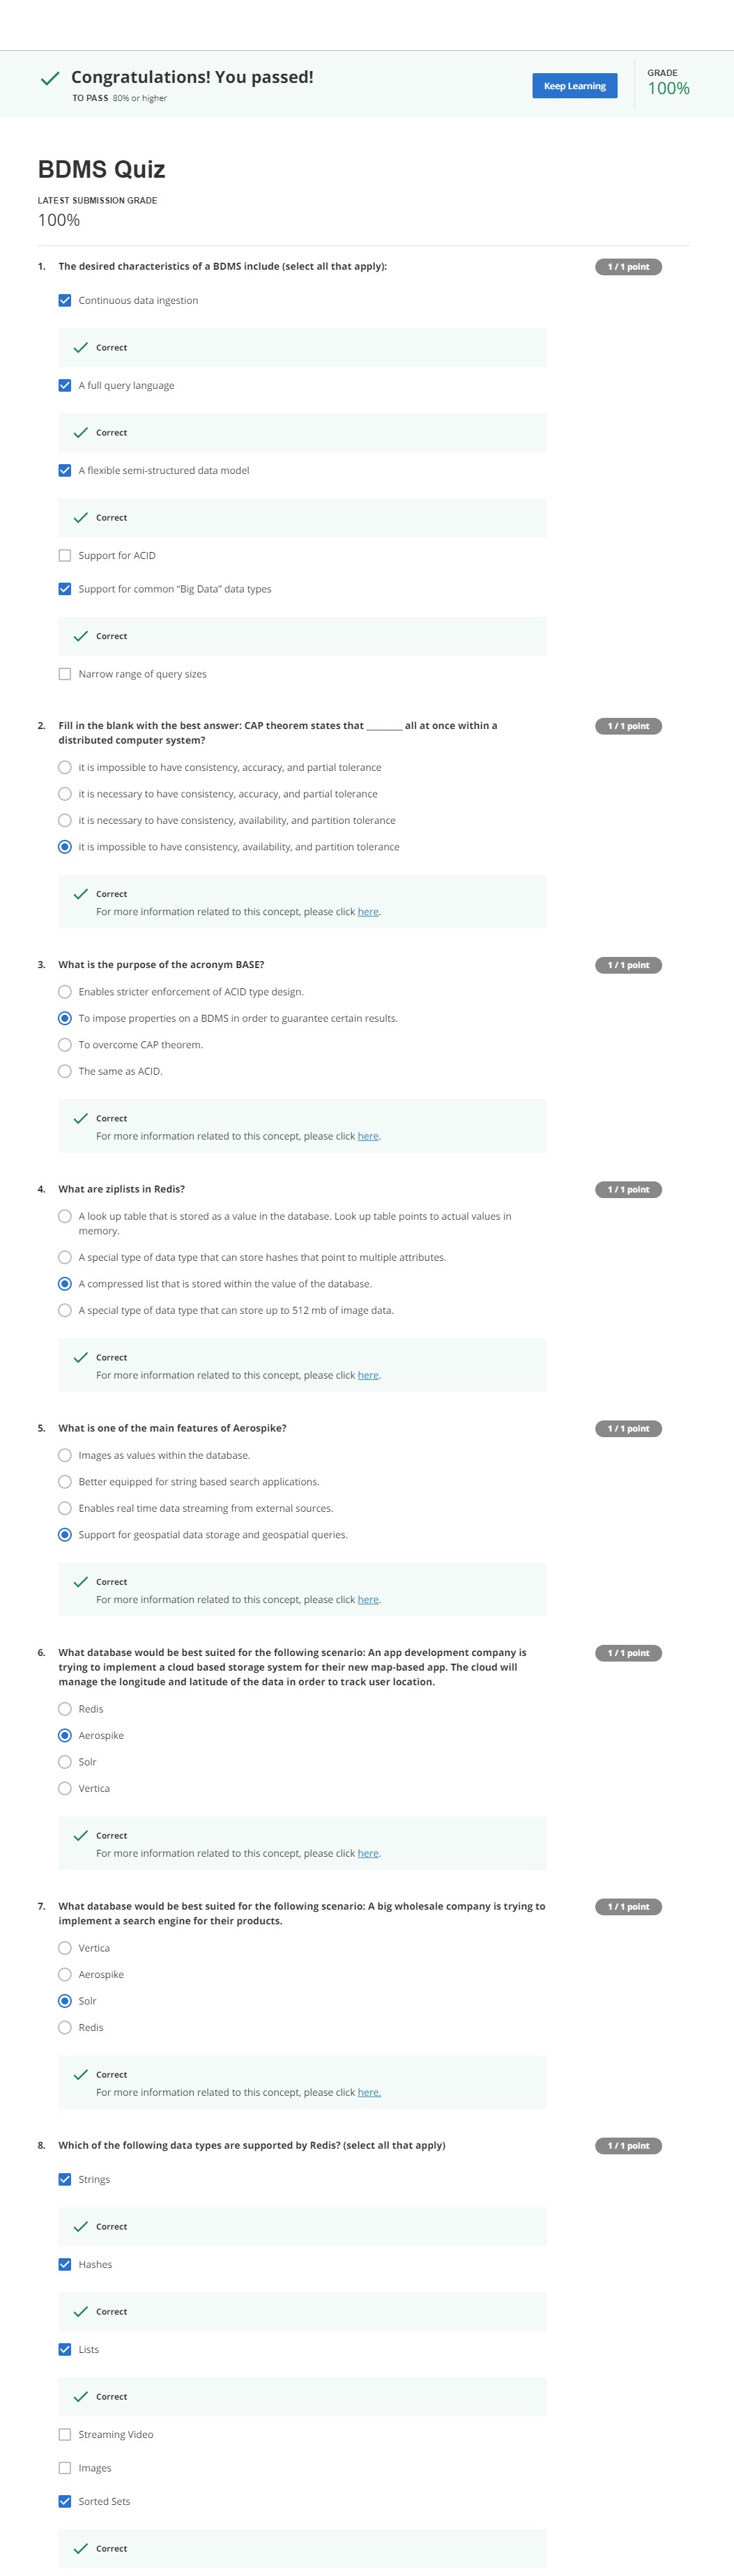 Congratulations! You passed!
TO PASS 80% or higher
Keep Learning
GRADE
100%
BDMS Quiz
LATEST SUBMISSION GRADE
100%
1. The desired characteristics of a BDMS include (select all that apply):
1 / 1 point
Continuous data ingestion
Correct
A full query language
Correct
A flexible semi-structured data model
Correct
Support for ACID
Support for common “Big Data” data types
Correct
Narrow range of query sizes
2. Fill in the blank with the best answer: CAP theorem states that ________ all at once within a
distributed computer system?
1 / 1 point
it is impossible to have consistency, accuracy, and partial tolerance
it is necessary to have consistency, accuracy, and partial tolerance
it is necessary to have consistency, availability, and partition tolerance
it is impossible to have consistency, availability, and partition tolerance
Correct
For more information related to this concept, please click here.
3. What is the purpose of the acronym BASE?
1 / 1 point
Enables stricter enforcement of ACID type design.
To impose properties on a BDMS in order to guarantee certain results.
To overcome CAP theorem.
The same as ACID.
Correct
For more information related to this concept, please click here.
4. What are ziplists in Redis?
1 / 1 point
A look up table that is stored as a value in the database. Look up table points to actual values in
memory.
A special type of data type that can store hashes that point to multiple attributes.
A compressed list that is stored within the value of the database.
A special type of data type that can store up to 512 mb of image data.
Correct
For more information related to this concept, please click here.
5. What is one of the main features of Aerospike?
1 / 1 point
Images as values within the database.
Better equipped for string based search applications.
Enables real time data streaming from external sources.
Support for geospatial data storage and geospatial queries.
Correct
For more information related to this concept, please click here.
6. What database would be best suited for the following scenario: An app development company is
trying to implement a cloud based storage system for their new map-based app. The cloud will
manage the longitude and latitude of the data in order to track user location.
1 / 1 point
Redis
Aerospike
Solr
Vertica
Correct
For more information related to this concept, please click here.
7. What database would be best suited for the following scenario: A big wholesale company is trying to
implement a search engine for their products.
1 / 1 point
Vertica
Aerospike
Solr
Redis
Correct
For more information related to this concept, please click here.
8. Which of the following data types are supported by Redis? (select all that apply)
1 / 1 point
Strings
Correct
Hashes
Correct
Lists
Correct
Streaming Video
Images
Sorted Sets
Correct